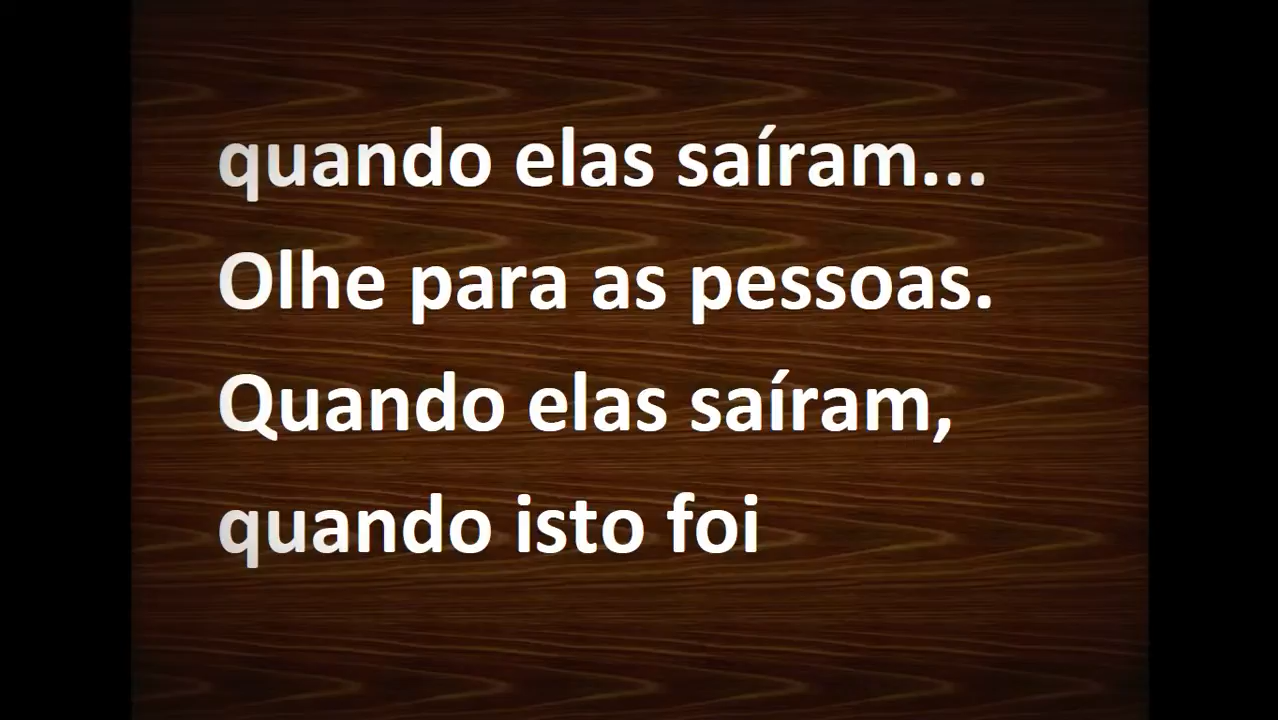 quando elas saíram...
Olhe para as pessoas.
Quando elas saíram,
quando isto foi